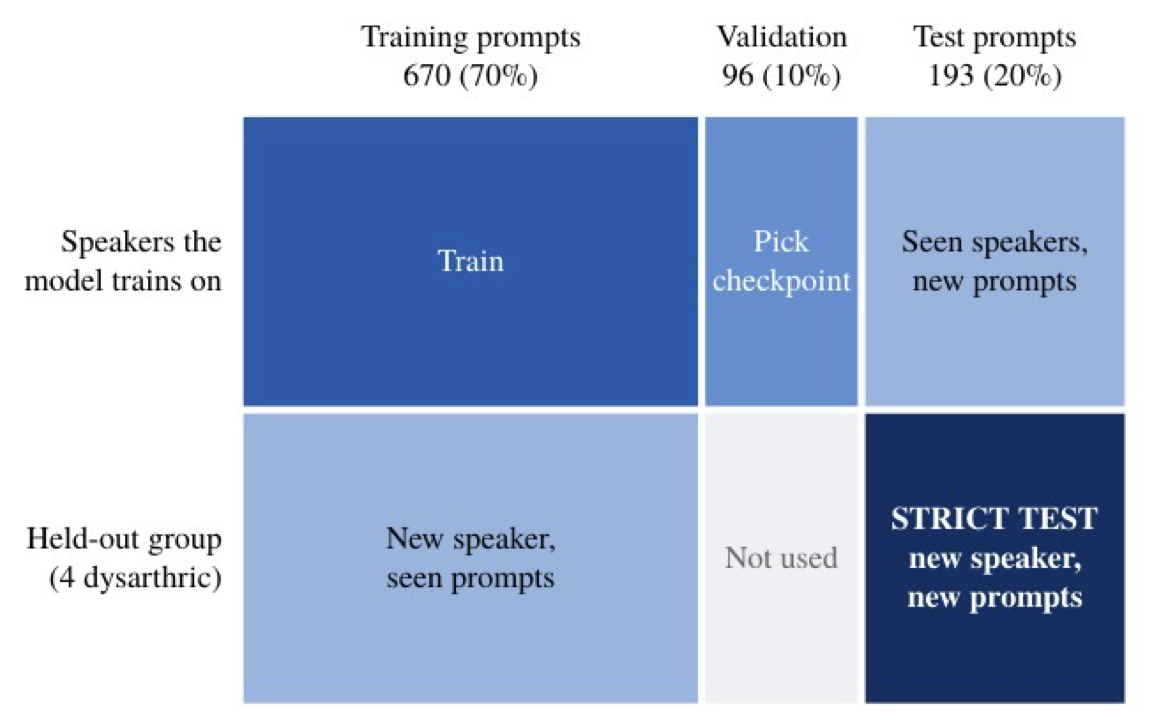 Training prompts
670 (70%)
Validation
96 (10%)
Test prompts
193 (20%)
Speakers the
model trains on
Train
Pick
checkpoint
Seen speakers,
new prompts
Held-out group
(4 dysarthric)
New speaker,
seen prompts
Not used
STRICT TEST
new speaker,
new prompts